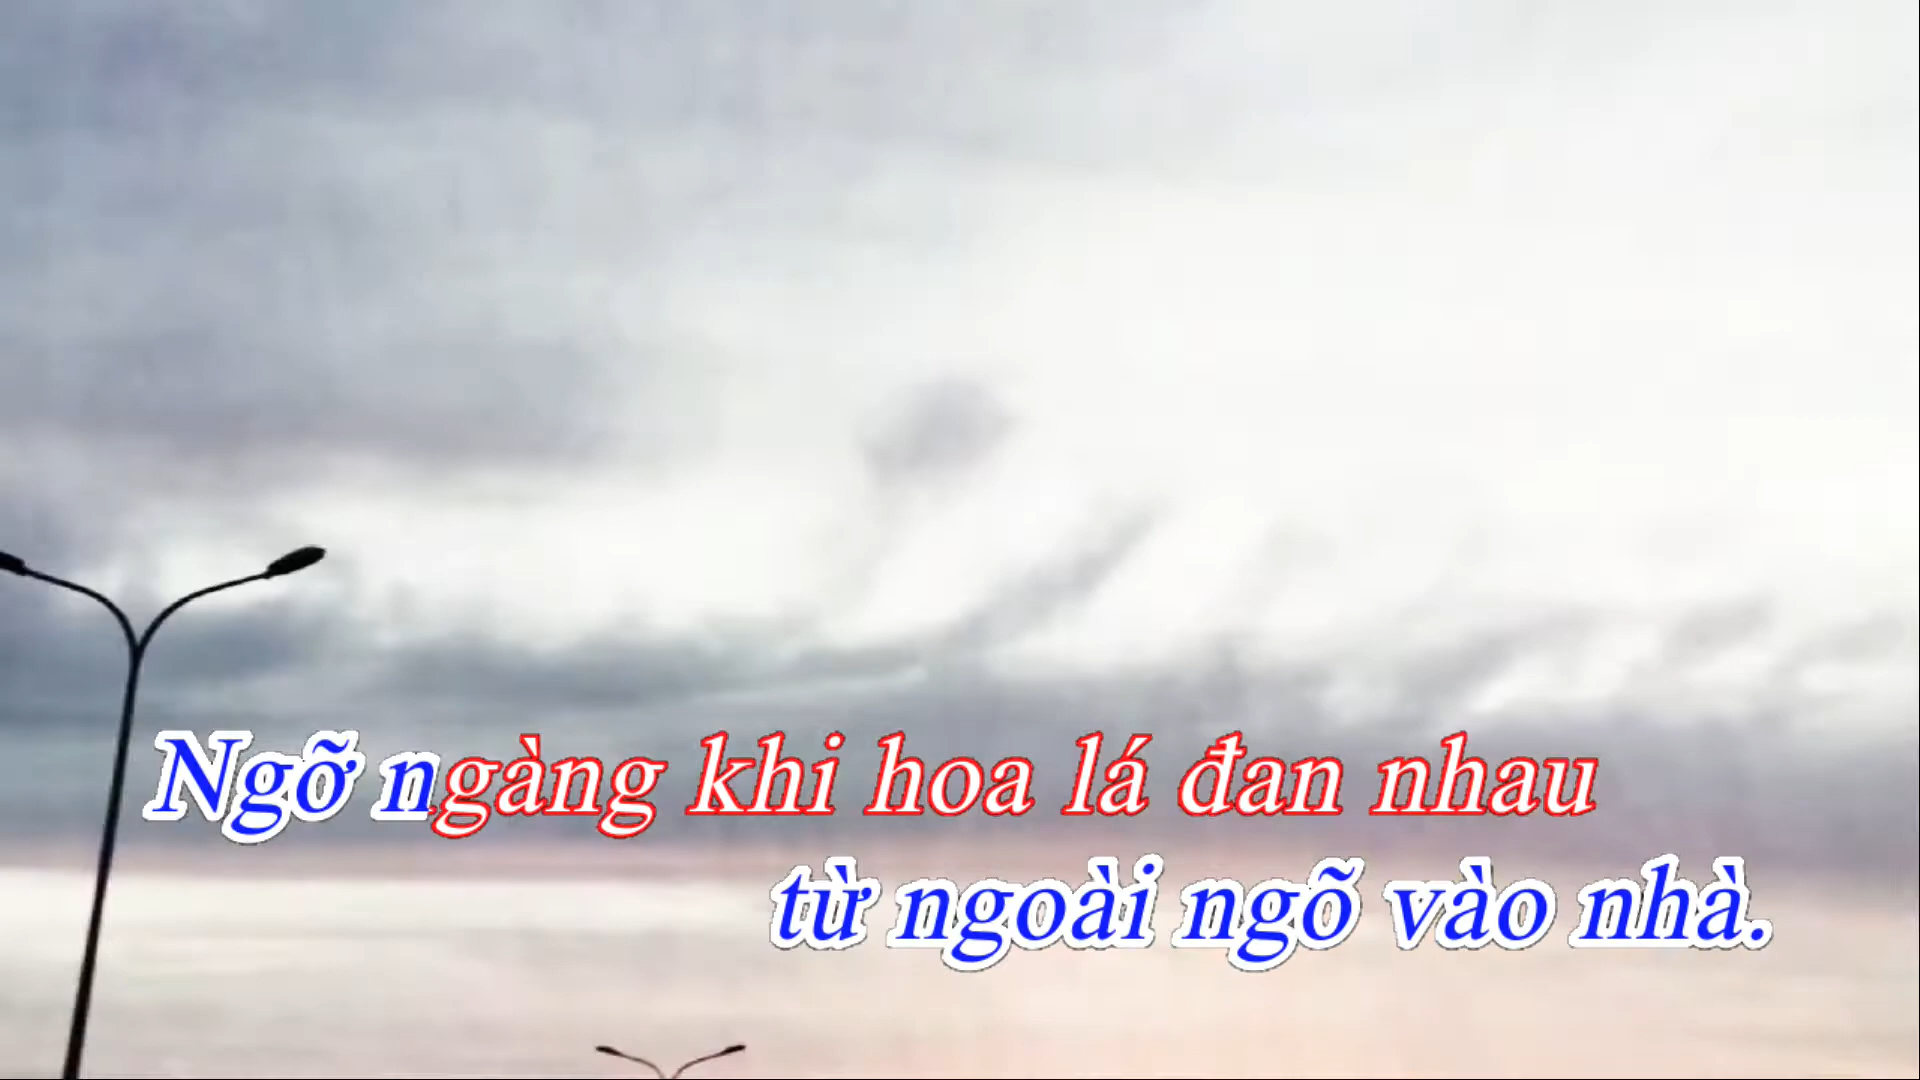 Ngỡ ngàng khi hoa lá đan nhau
từ ngoài ngõ vào nhà.